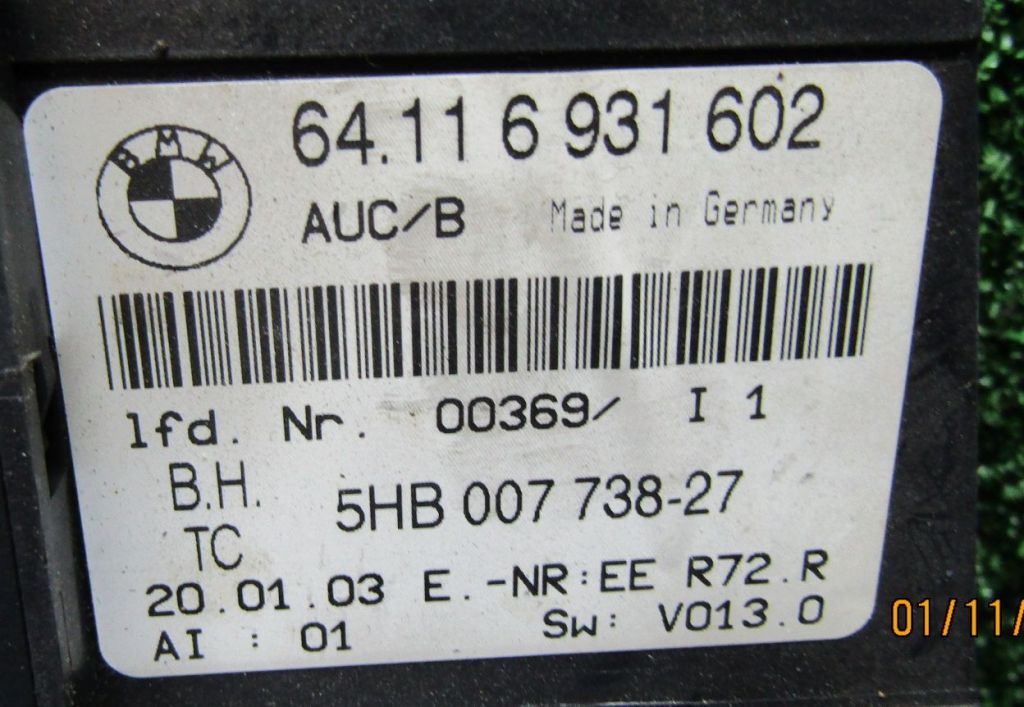 BMW
64.11 6 931 602
AUC/B Made in Germany
lfd. Nr. 00369/ I 1
B.H.
5HB 007 738-27
TC
20.01.03 E.-NR:EE R72.R
AI : 01 Sw: V013.0
01/11/